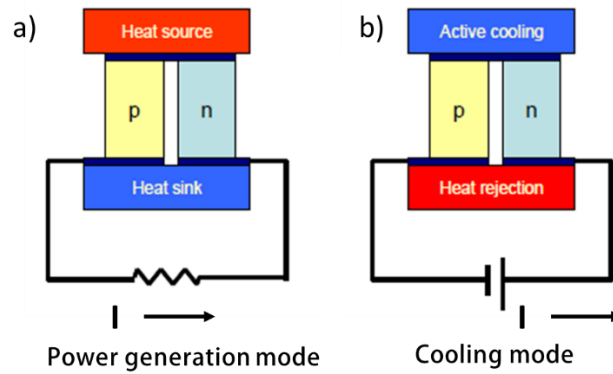 a)
Heat source
p
n
Heat sink
I
Power generation mode
b)
Active cooling
p
n
Heat rejection
I
Cooling mode